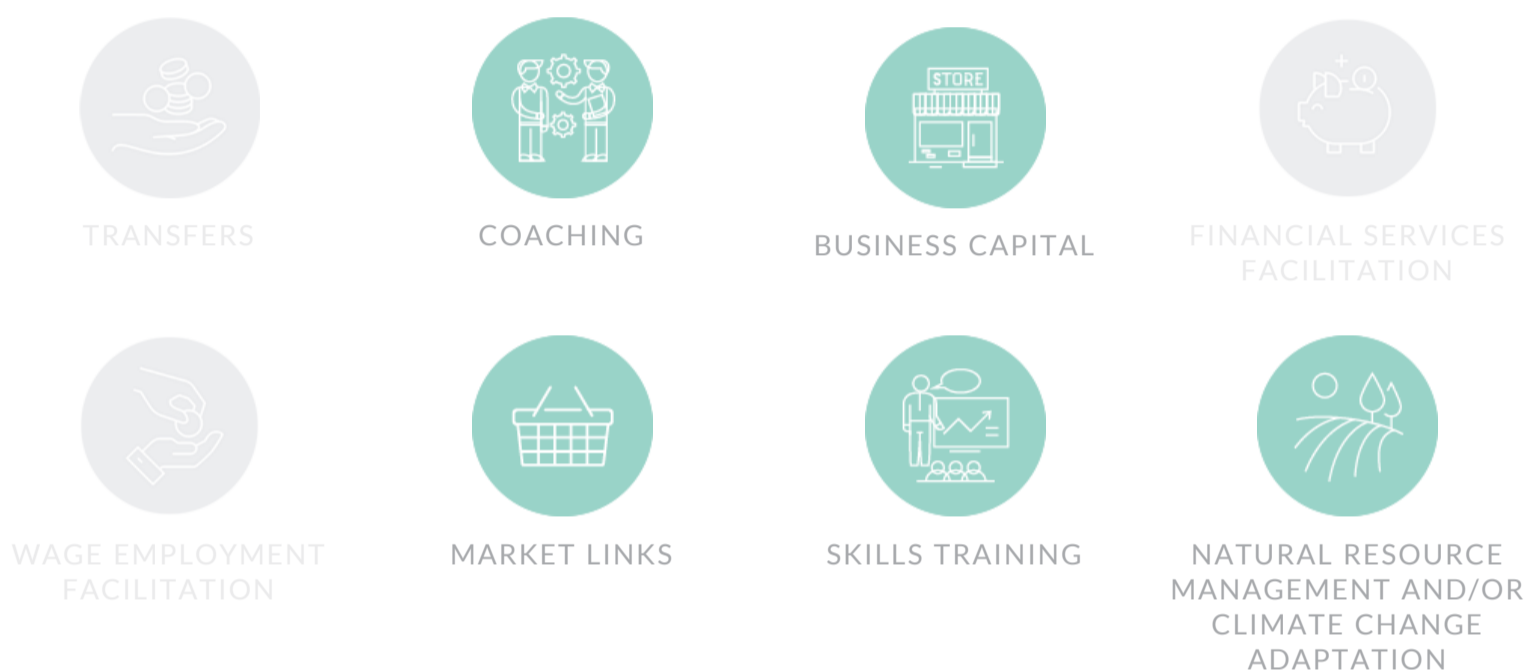 STORE
TRANSFERS
COACHING
BUSINESS CAPITAL
FINANCIAL SERVICES
FACILITATION
WAGE EMPLOYMENT
FACILITATION
MARKET LINKS
SKILLS TRAINING
NATURAL RESOURCE
MANAGEMENT AND/OR
CLIMATE CHANGE
ADAPTATION